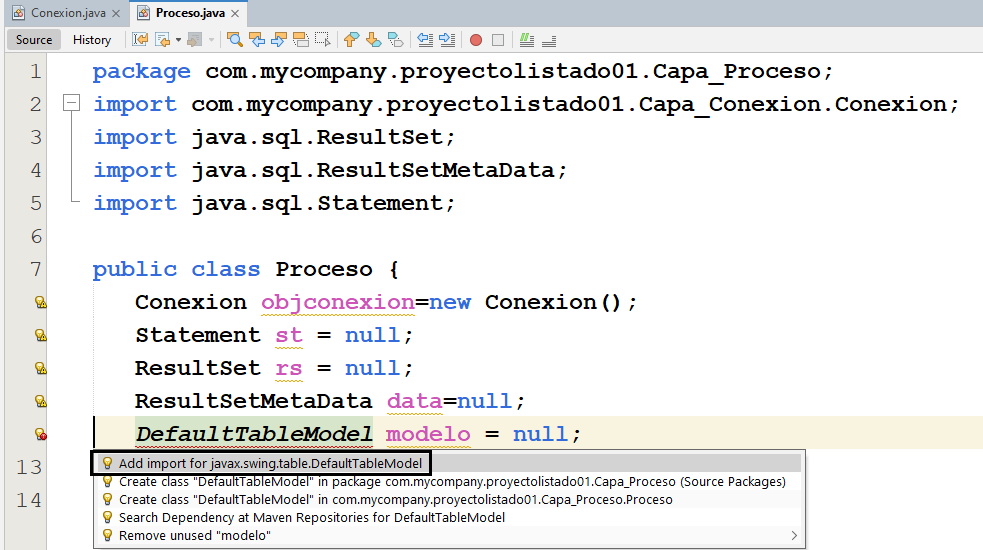 Conexion.java × Proceso.java ×
Source History
1 package com.mycompany.proyectolistado01.Capa_Proceso;
2 import com.mycompany.proyectolistado01.Capa_Conexion.Conexion;
3 import java.sql.ResultSet;
4 import java.sql.ResultSetMetaData;
5 import java.sql.Statement;
6
7 public class Proceso {
Conexion objconexion=new Conexion();
Statement st = null;
ResultSet rs = null;
ResultSetMetaData data=null;
DefaultTableModel modelo = null;
Add import for javax.swing.table.DefaultTableModel
13
Create class "DefaultTableModel" in package com.mycompany.proyectolistado01.Capa_Proceso (Source Packages)
14 Create class "DefaultTableModel" in com.mycompany.proyectolistado01.Capa_Proceso.Proceso
Search Dependency at Maven Repositories for DefaultTableModel
Remove unused "modelo"